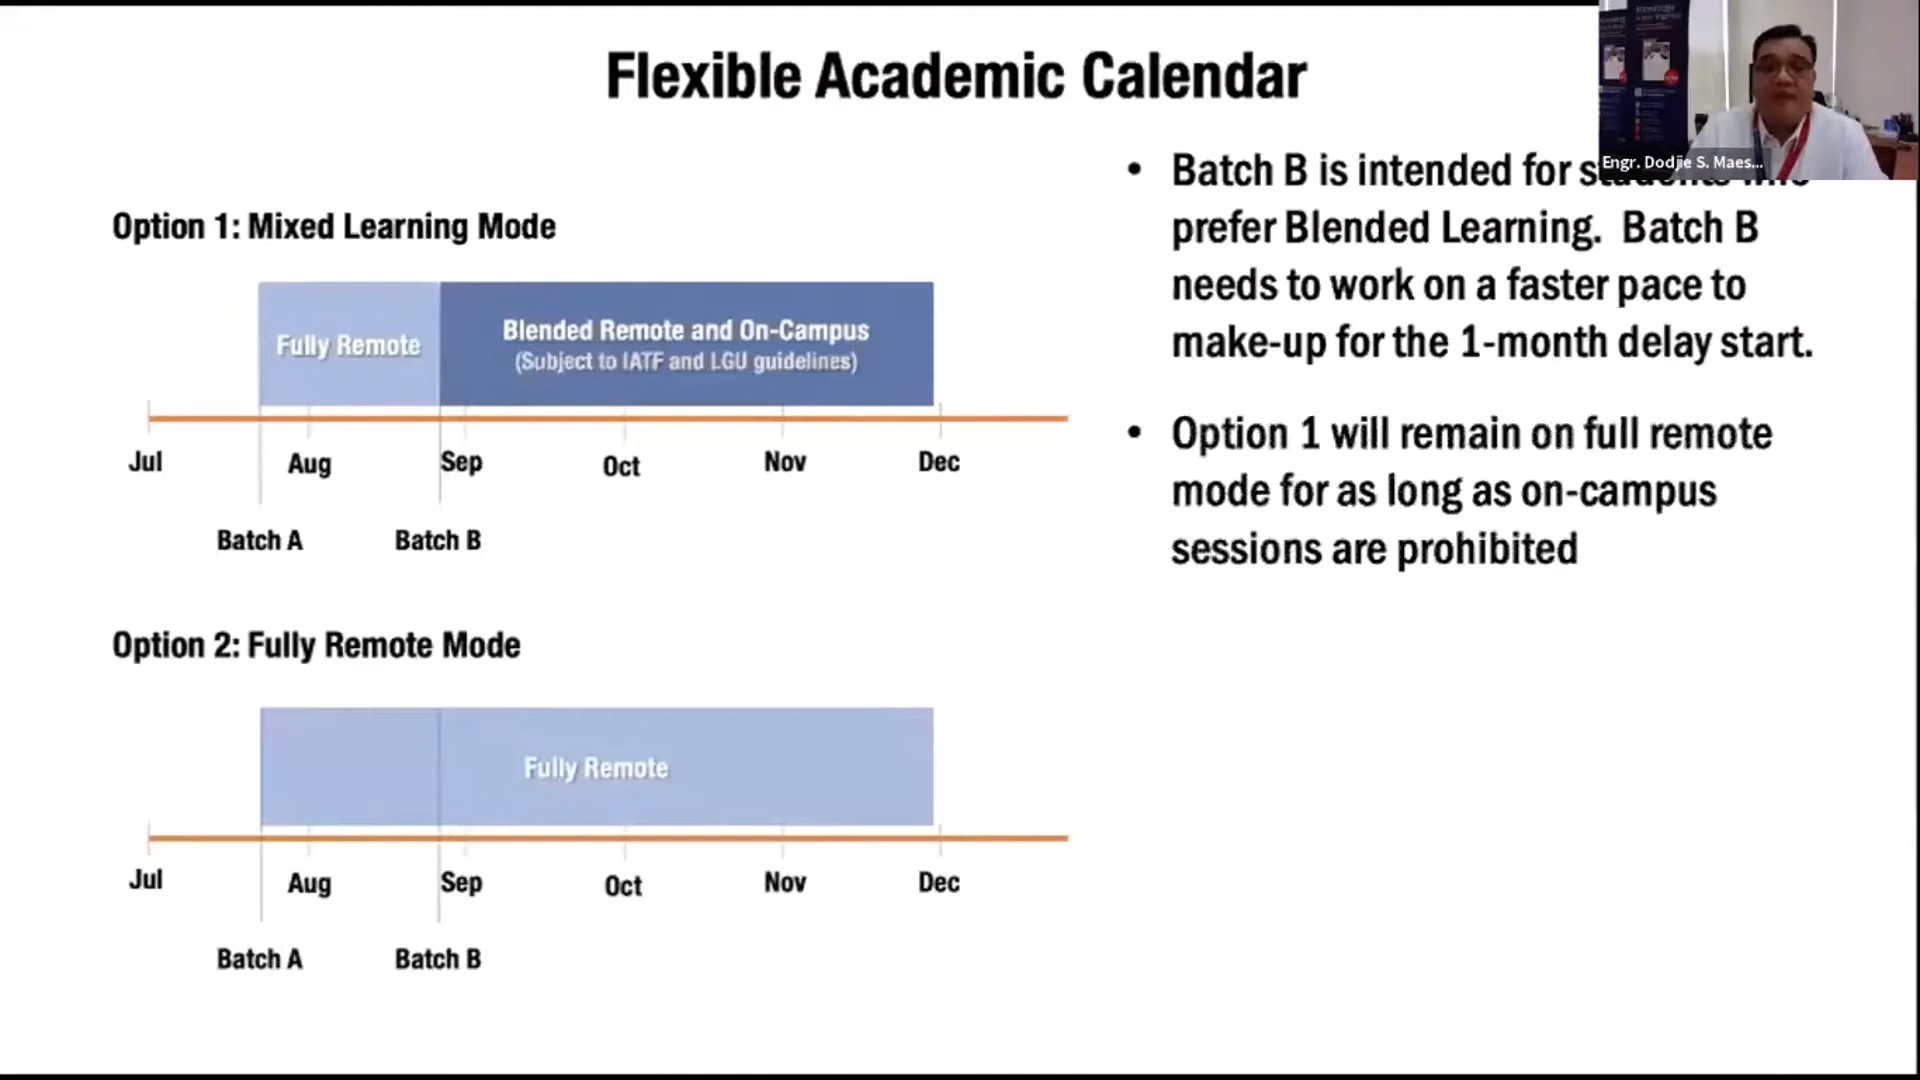 Flexible Academic Calendar
Engr. Dodjie S. Maes...
Option 1: Mixed Learning Mode
Fully Remote
Blended Remote and On-Campus
(Subject to IATF and LGU guidelines)
Jul
Aug
Sep
Oct
Nov
Dec
Batch A
Batch B
Option 2: Fully Remote Mode
Fully Remote
Jul
Aug
Sep
Oct
Nov
Dec
Batch A
Batch B
• Batch B is intended for students who
prefer Blended Learning. Batch B
needs to work on a faster pace to
make-up for the 1-month delay start.
• Option 1 will remain on full remote
mode for as long as on-campus
sessions are prohibited